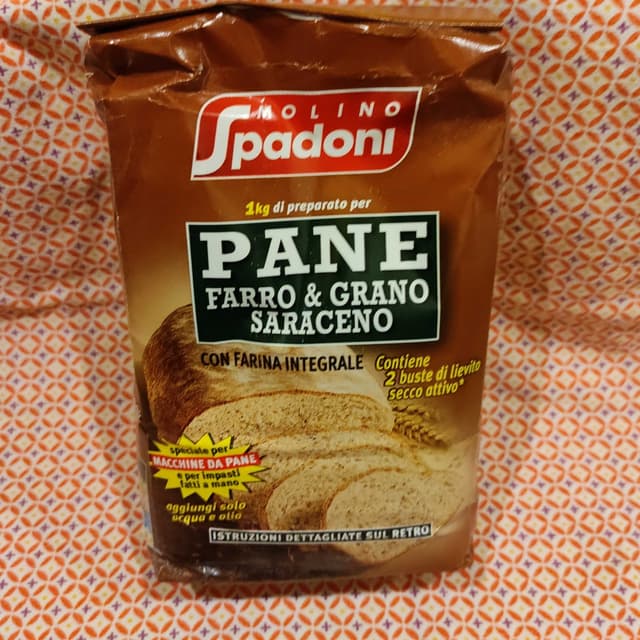 MOLINO
Spadoni
1kg di preparato per
PANE
FARRO & GRANO
SARACENO
CON FARINA INTEGRALE
Contiene
2 buste di lievito
secco attivo*
speciale per
MACCHINE DA PANE
e per impasti
fatti a mano
aggiungi solo
acqua e olio
ISTRUZIONI DETTAGLIATE SUL RETRO